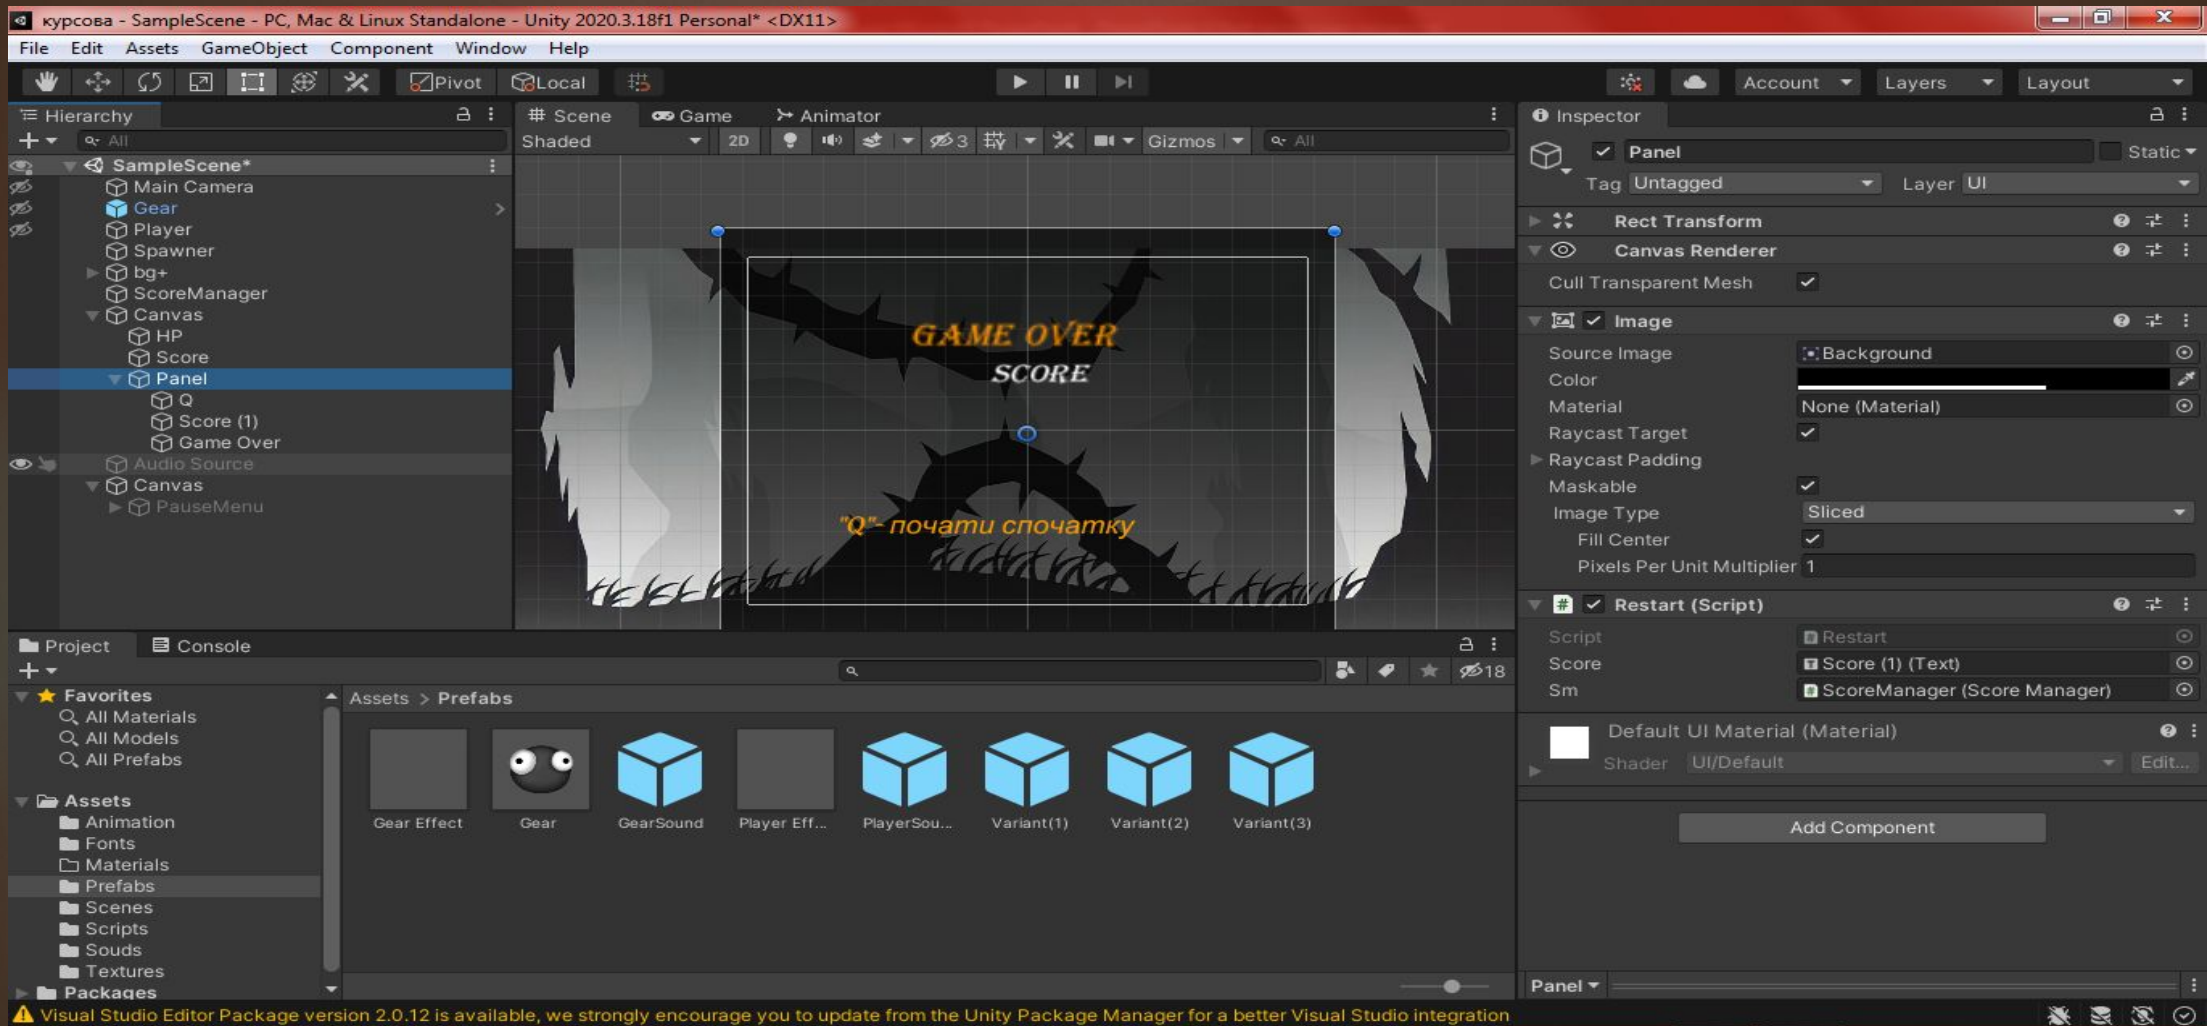 курсова - SampleScene - PC, Mac & Linux Standalone - Unity 2020.3.18f1 Personal* <DX11>
File Edit Assets GameObject Component Window Help
Pivot Local Account Layers Layout
Hierarchy
All
SampleScene*
Main Camera
Gear
Player
Spawner
bg+
ScoreManager
Canvas
HP
Score
Panel
Q
Score (1)
Game Over
Audio Source
Canvas
PauseMenu
# Scene Game Animator
Shaded 2D 3 Gizmos All
GAME OVER
SCORE
"Q"- почати спочатку
Inspector
Panel Static
Tag Untagged Layer UI
Rect Transform
Canvas Renderer
Cull Transparent Mesh
Image
Source Image Background
Color
Material None (Material)
Raycast Target
Raycast Padding
Maskable
Image Type Sliced
Fill Center
Pixels Per Unit Multiplier 1
# Restart (Script)
Script Restart
Score Score (1) (Text)
Sm ScoreManager (Score Manager)
Default UI Material (Material)
Shader UI/Default Edit...
Add Component
Panel
Project Console
18
Favorites
All Materials
All Models
All Prefabs
Assets
Animation
Fonts
Materials
Prefabs
Scenes
Scripts
Souds
Textures
Packages
Assets > Prefabs
Gear Effect Gear GearSound Player Eff... PlayerSou... Variant(1) Variant(2) Variant(3)
Visual Studio Editor Package version 2.0.12 is available, we strongly encourage you to update from the Unity Package Manager for a better Visual Studio integration